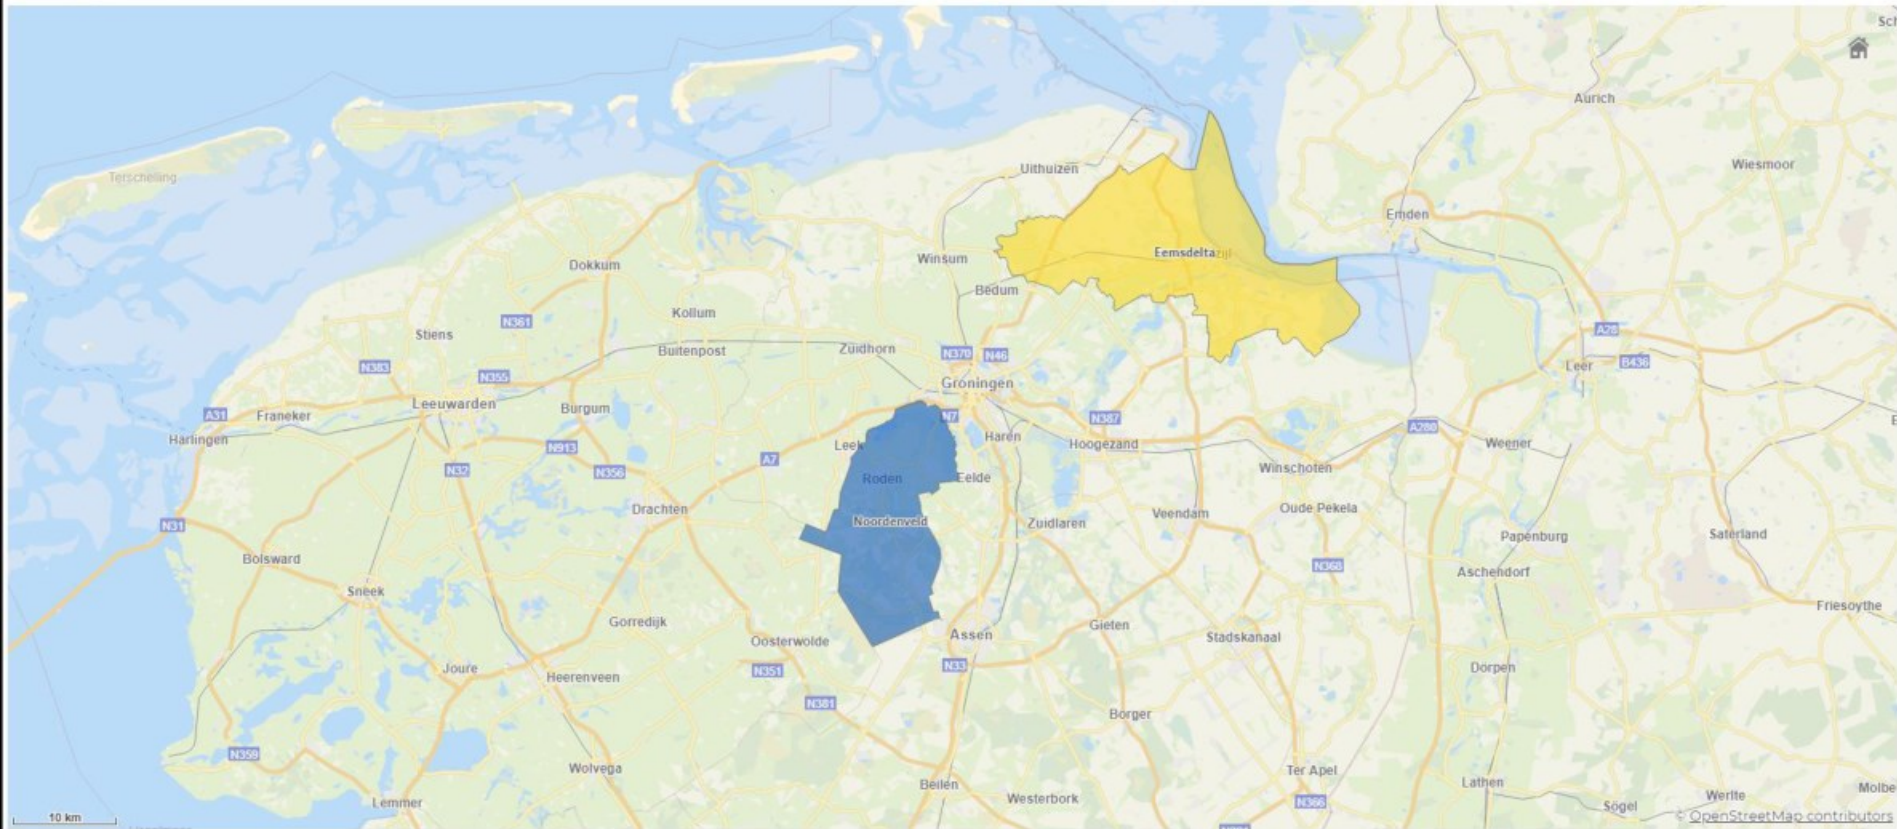 Sch
Aurich
Uithuizen
Wiesmoor
Terschelling
Emden
Eemsdeltazijl
Winsum
Dokkum
Bedum
Kollum
N361
Stiens
A28
Buitenpost
Zuidhorn
N370
N46
B436
N383
N355
Groningen
Leer
Leeuwarden
Burgum
A31
Franeker
N7
N387
A280
Harlingen
Haren
Leek
Hoogezand
Weener
N913
A7
N32
N356
Winschoten
Roden
Eelde
Drachten
Veendam
Oude Pekela
Noordenveld
Zuidlaren
N31
Papenburg
Saterland
Bolsward
N368
Aschendorf
Sneek
Friesoythe
Gorredijk
Gieten
Assen
Stadskanaal
Oosterwolde
N33
Joure
N351
Dörpen
Heerenveen
N381
Borger
N359
Wolvega
Ter Apel
Beilen
Lathen
Molbe
Werlte
Westerbork
Lemmer
N366
Sögel
10 km
© OpenStreetMap contributors